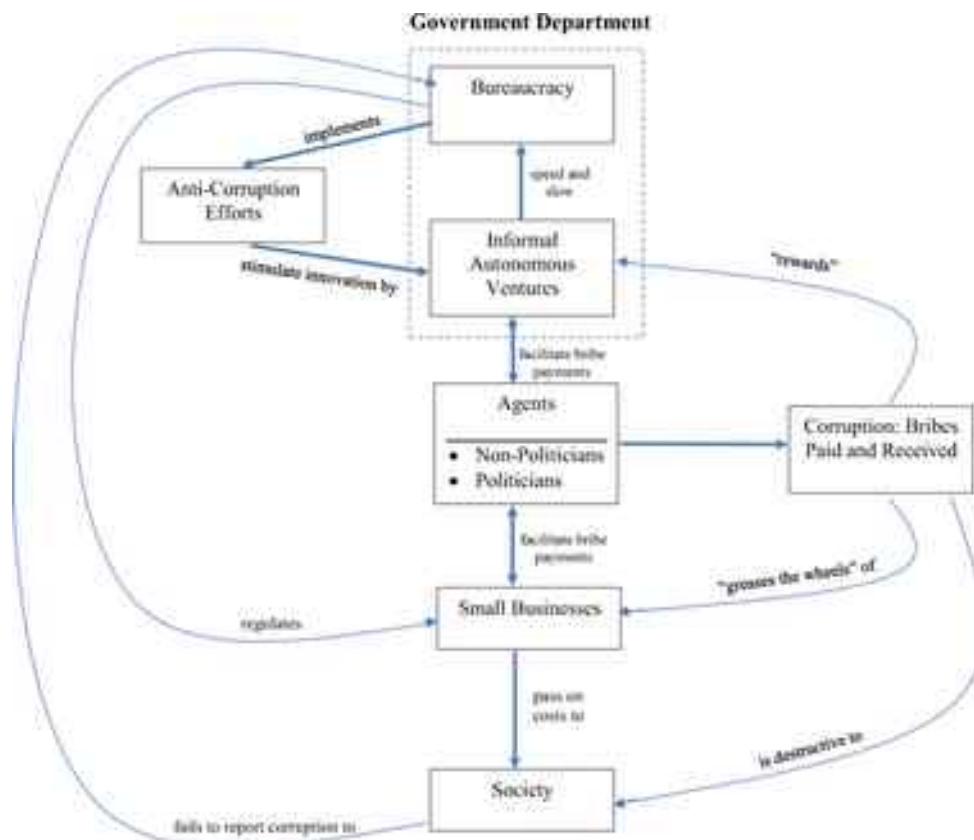 Government Department
Bureaucracy
implements
Anti-Corruption
Efforts
speed and
slow
stimulate innovation by
Informal
Autonomous
Ventures
"rewards"
facilitate bribe
payments
Agents
• Non-Politicians
• Politicians
Corruption: Bribes
Paid and Received
facilitate bribe
payments
"greases the wheels" of
Small Businesses
regulates
pass on
costs to
is destructive to
Society
fails to report corruption to